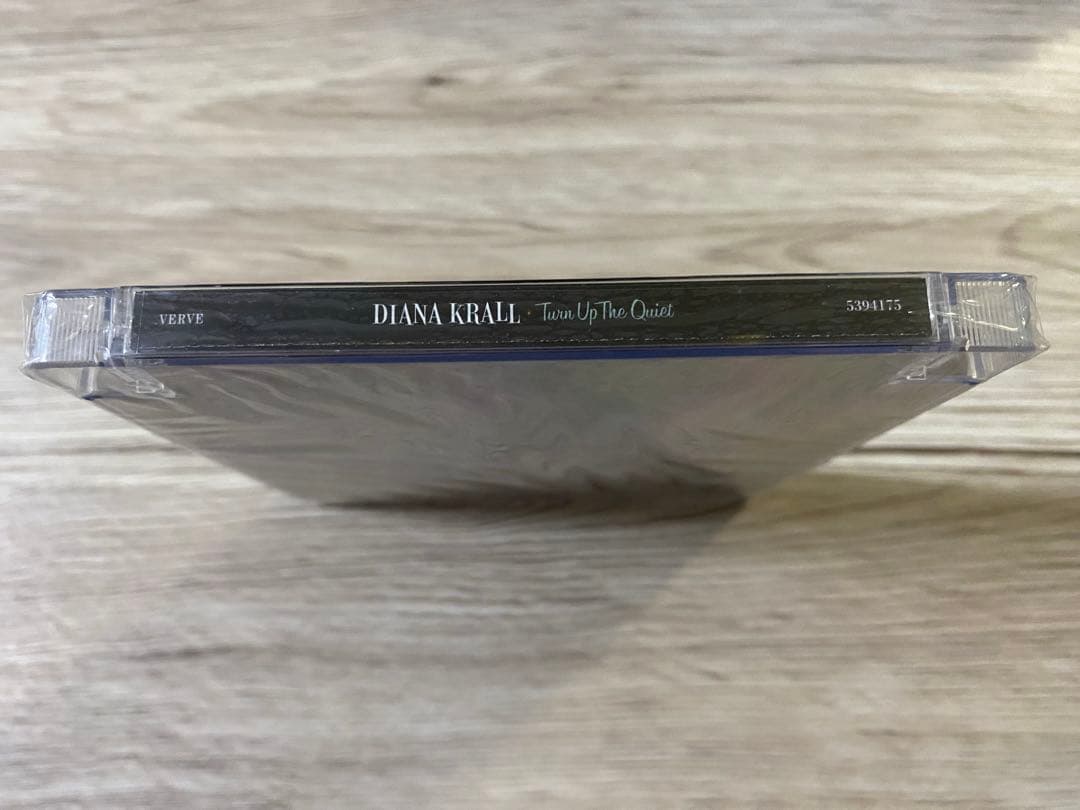 VERVE DIANA KRALL · Turn Up The Quiet 5394175